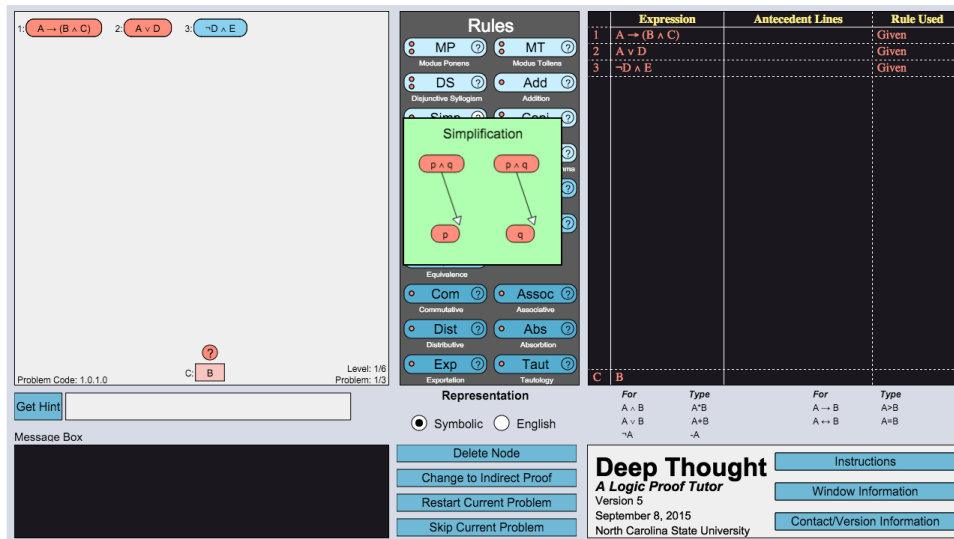 1: A → (B ∧ C) 2: A ∨ D 3: ¬D ∧ E
?
C: B
Problem Code: 1.0.1.0
Level: 1/6
Problem: 1/3
Get Hint
Message Box
Rules
MP ? MT ?
Modus Ponens Modus Tollens
DS ? Add ?
Disjunctive Syllogism Addition
Simp ? Conj ?
Simplification
p ∧ q p ∧ q
p q
?
?
?
Equivalence
Com ? Assoc ?
Commutative Associative
Dist ? Abs ?
Distributive Absorbtion
Exp ? Taut ?
Exportation Tautology
Representation
Symbolic English
Delete Node
Change to Indirect Proof
Restart Current Problem
Skip Current Problem
Expression Antecedent Lines Rule Used
1 A → (B ∧ C) Given
2 A ∨ D Given
3 ¬D ∧ E Given
C B
For Type For Type
A ∧ B A*B A → B A>B
A ∨ B A+B A ↔ B A=B
¬A -A
Deep Thought
A Logic Proof Tutor
Version 5
September 8, 2015
North Carolina State University
Instructions
Window Information
Contact/Version Information